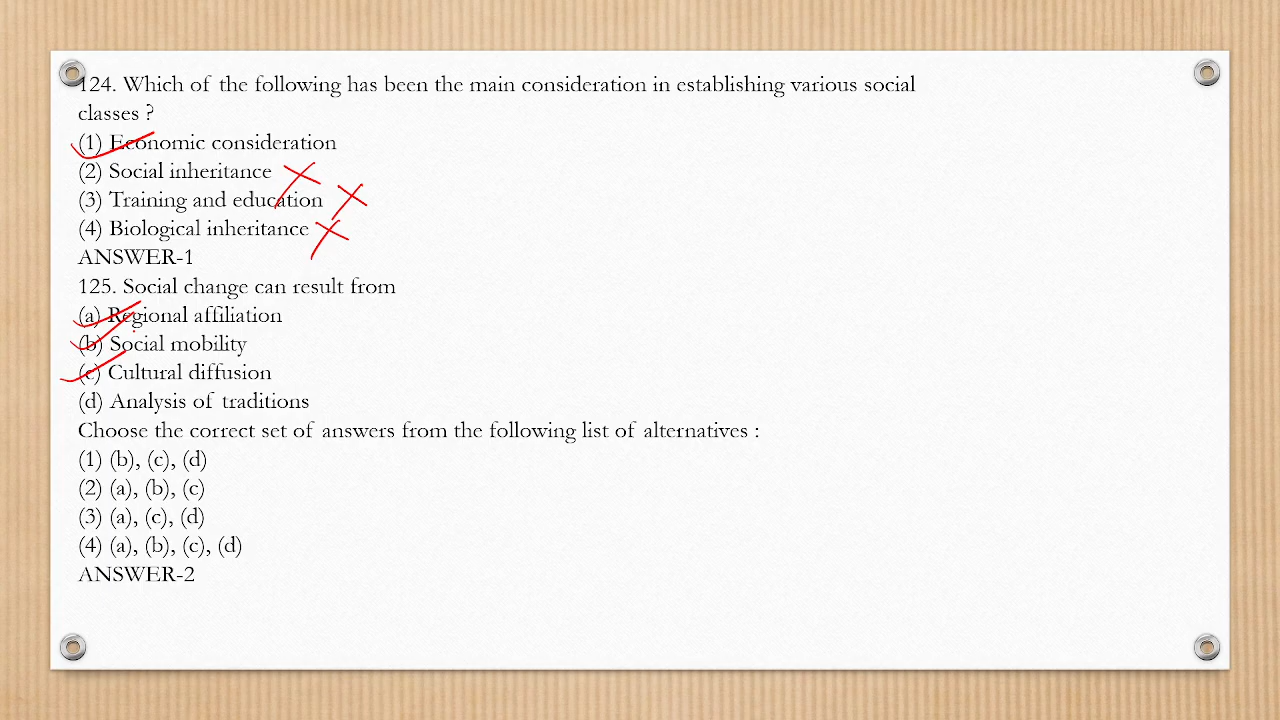 124. Which of the following has been the main consideration in establishing various social
classes ?
(1) Economic consideration
(2) Social inheritance
(3) Training and education
(4) Biological inheritance
ANSWER-1
125. Social change can result from
(a) Regional affiliation
(b) Social mobility
(c) Cultural diffusion
(d) Analysis of traditions
Choose the correct set of answers from the following list of alternatives :
(1) (b), (c), (d)
(2) (a), (b), (c)
(3) (a), (c), (d)
(4) (a), (b), (c), (d)
ANSWER-2